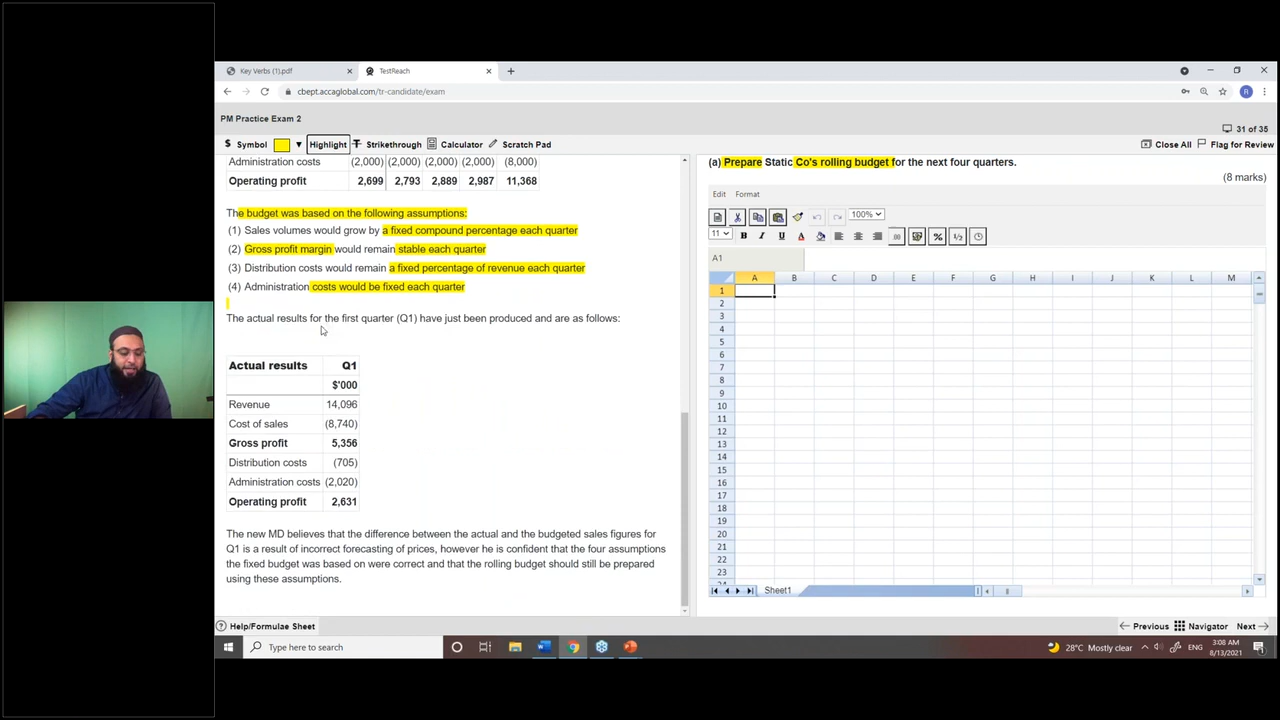 Key Verbs (1).pdf
TestReach
cbept.accaglobal.com/tr-candidate/exam
PM Practice Exam 2
31 of 35
Symbol Highlight Strikethrough Calculator Scratch Pad
Close All Flag for Review
Administration costs (2,000) (2,000) (2,000) (2,000) (8,000)
Operating profit 2,699 2,793 2,889 2,987 11,368
The budget was based on the following assumptions:
(1) Sales volumes would grow by a fixed compound percentage each quarter
(2) Gross profit margin would remain stable each quarter
(3) Distribution costs would remain a fixed percentage of revenue each quarter
(4) Administration costs would be fixed each quarter
The actual results for the first quarter (Q1) have just been produced and are as follows:
Actual results Q1
$'000
Revenue 14,096
Cost of sales (8,740)
Gross profit 5,356
Distribution costs (705)
Administration costs (2,020)
Operating profit 2,631
The new MD believes that the difference between the actual and the budgeted sales figures for
Q1 is a result of incorrect forecasting of prices, however he is confident that the four assumptions
the fixed budget was based on were correct and that the rolling budget should still be prepared
using these assumptions.
(a) Prepare Static Co's rolling budget for the next four quarters.
(8 marks)
Edit Format
100%
11 B I U A .00 % 1/2
A1
A B C D E F G H I J K L M
1
2
3
4
5
6
7
8
9
10
11
12
13
14
15
16
17
18
19
20
21
22
23
Sheet1
Help/Formulae Sheet
Previous Navigator Next
Type here to search
28°C Mostly clear
ENG
3:08 AM
8/13/2021